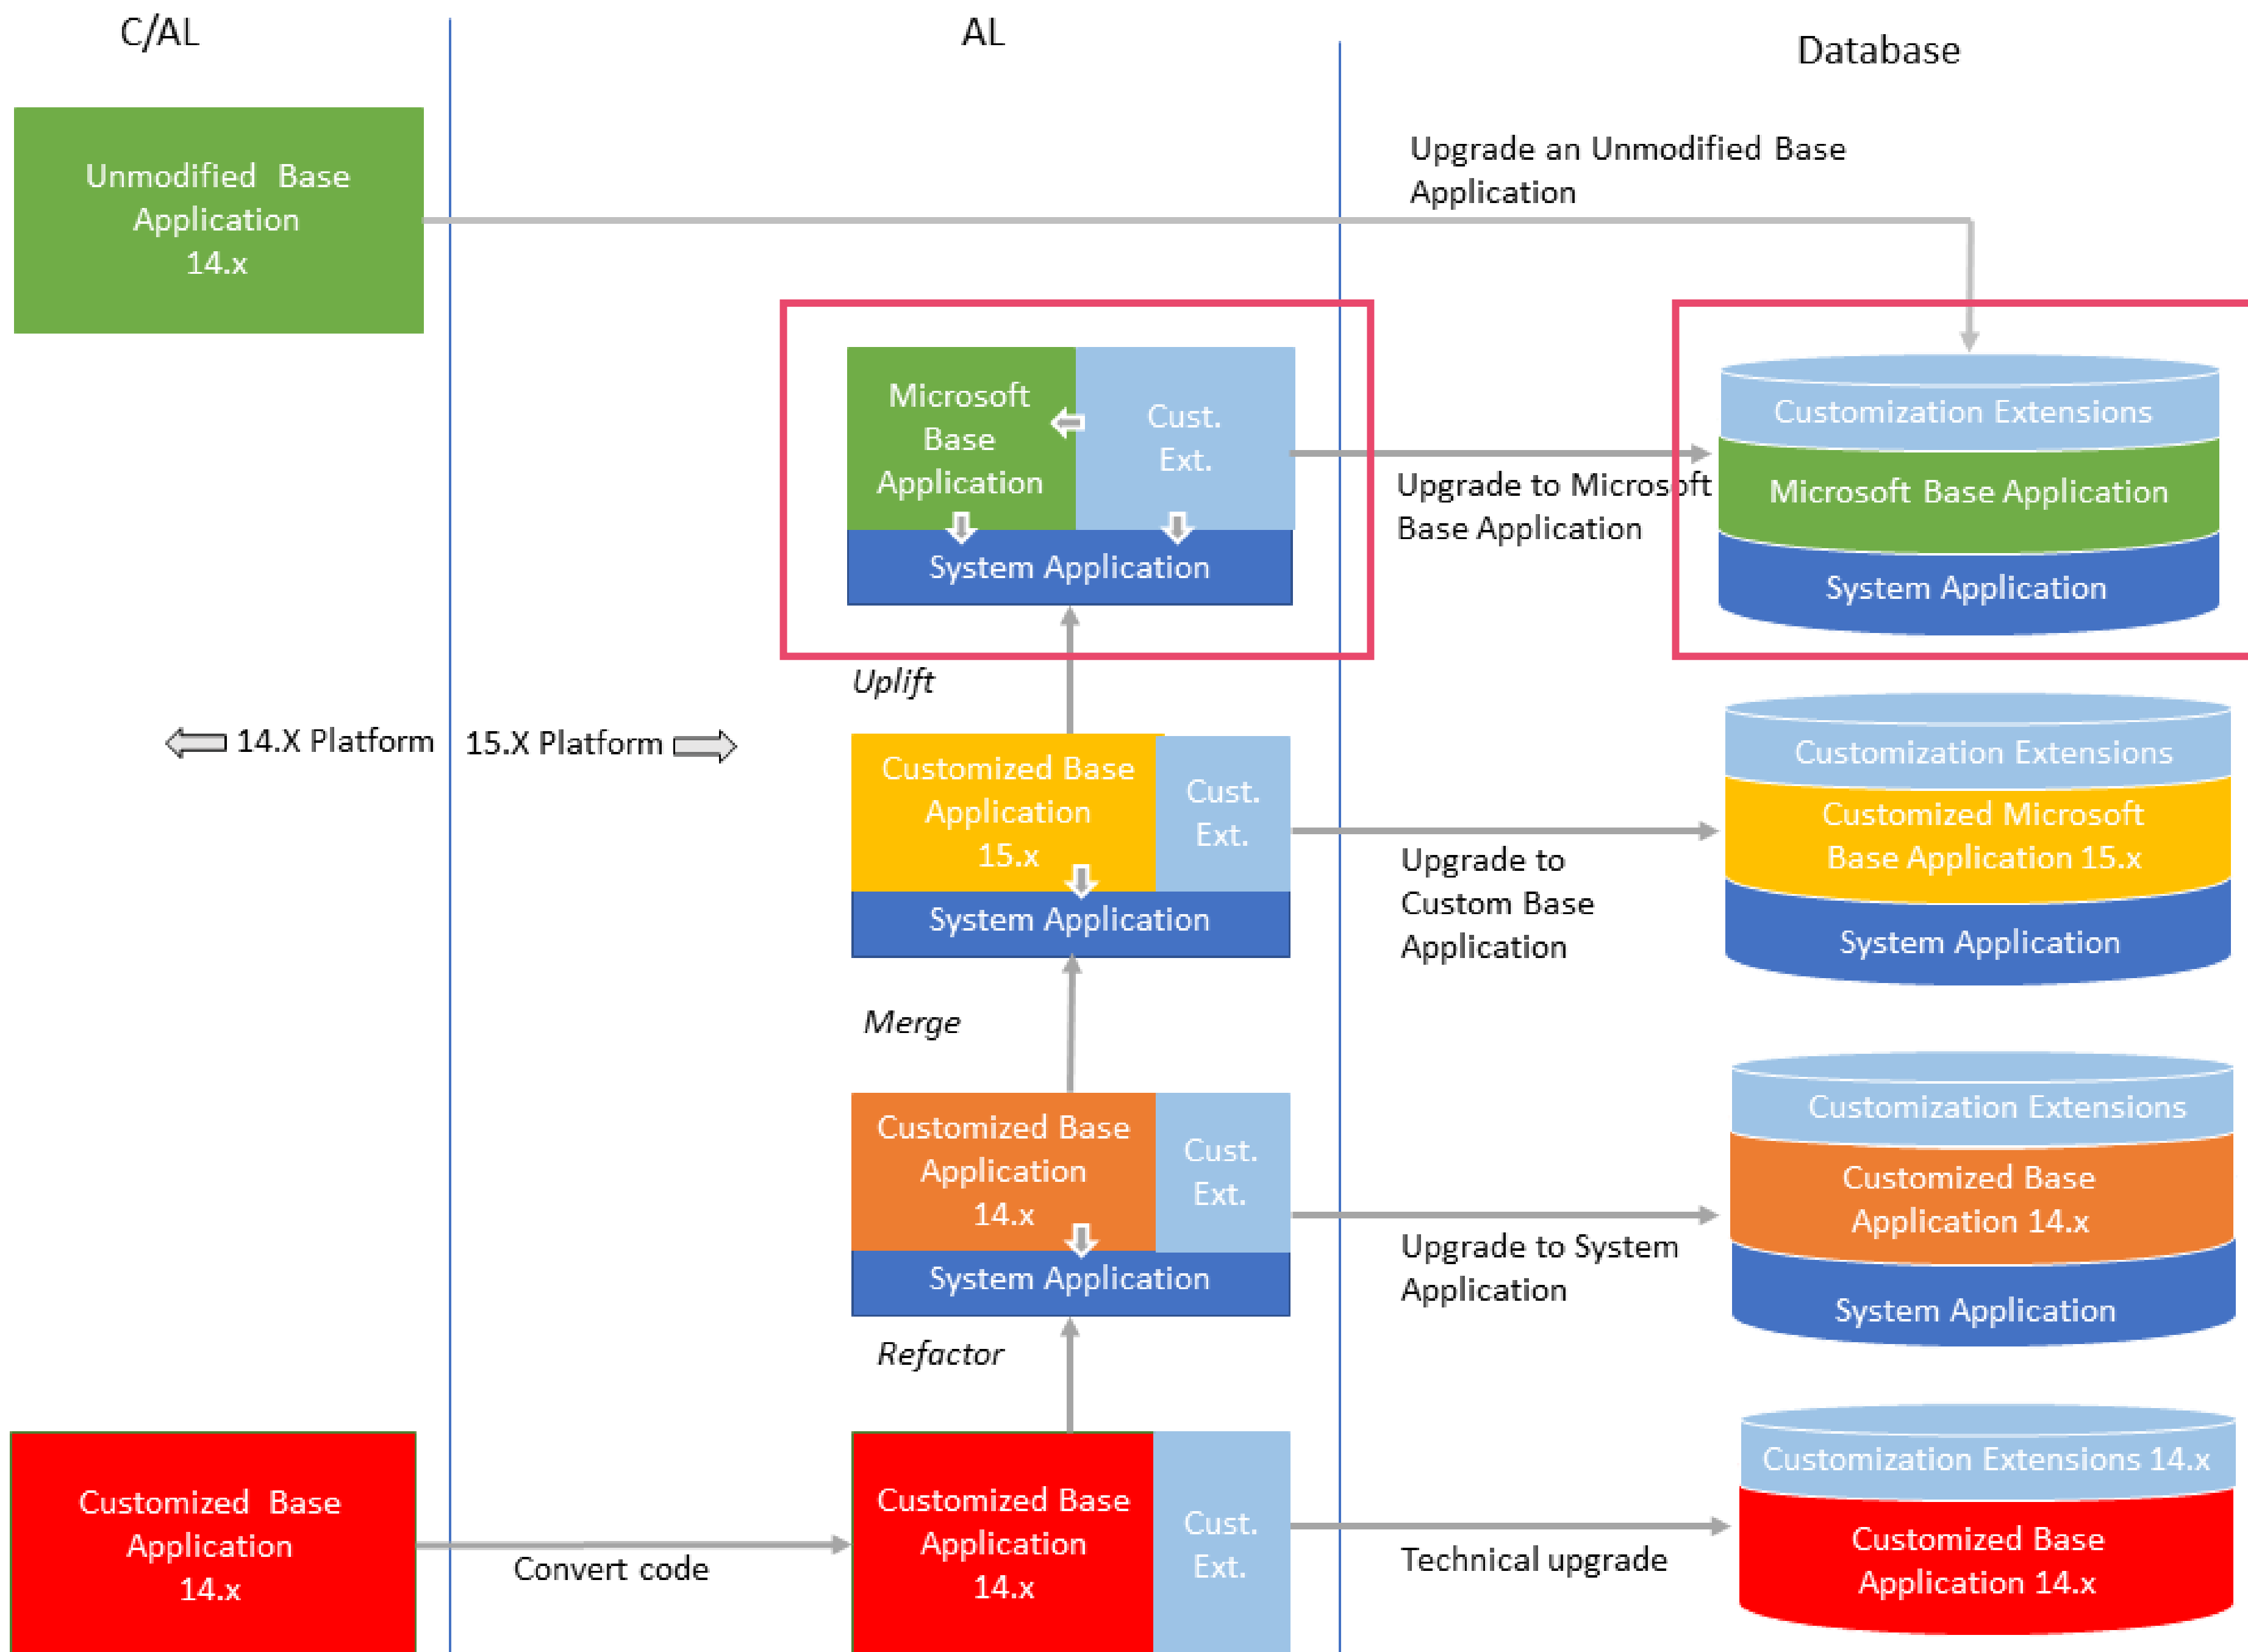 C/AL
AL
Database
Unmodified Base
Application
14.x
Upgrade an Unmodified Base
Application
Microsoft
Base
Application
Cust.
Ext.
System Application
Upgrade to Microsoft
Base Application
Customization Extensions
Microsoft Base Application
System Application
Uplift
14.X Platform
15.X Platform
Customized Base
Application
15.x
Cust.
Ext.
System Application
Upgrade to
Custom Base
Application
Customization Extensions
Customized Microsoft
Base Application 15.x
System Application
Merge
Customized Base
Application
14.x
Cust.
Ext.
System Application
Upgrade to System
Application
Customization Extensions
Customized Base
Application 14.x
System Application
Refactor
Customized Base
Application
14.x
Convert code
Customized Base
Application
14.x
Cust.
Ext.
Technical upgrade
Customization Extensions 14.x
Customized Base
Application 14.x